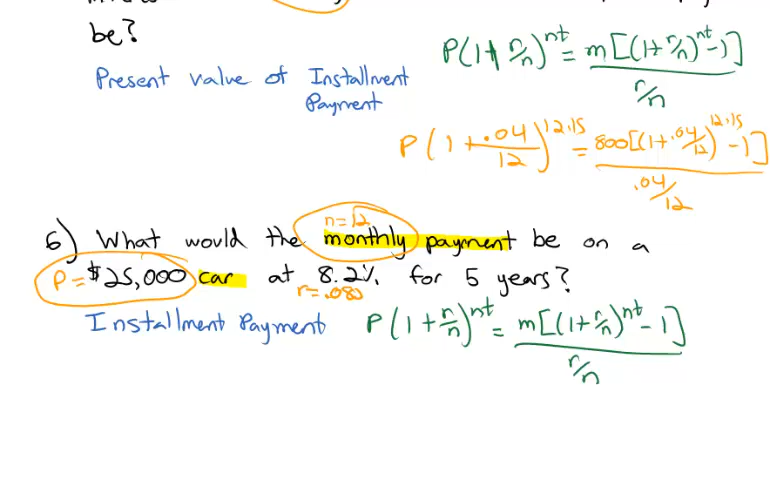 be?
P(1+ r/n)^nt = m[(1+ r/n)^nt -1]
r/n
Present value of Installment
Payment
P(1+ .04/12)^12.15 = 800[(1+.04/12)^12.15 -1]
.04/12
n=12
6) What would the monthly payment be on a
P= $25,000 car at 8.2% for 5 years?
r=.082
Installment Payment P(1+ r/n)^nt = m[(1+ r/n)^nt -1]
r/n